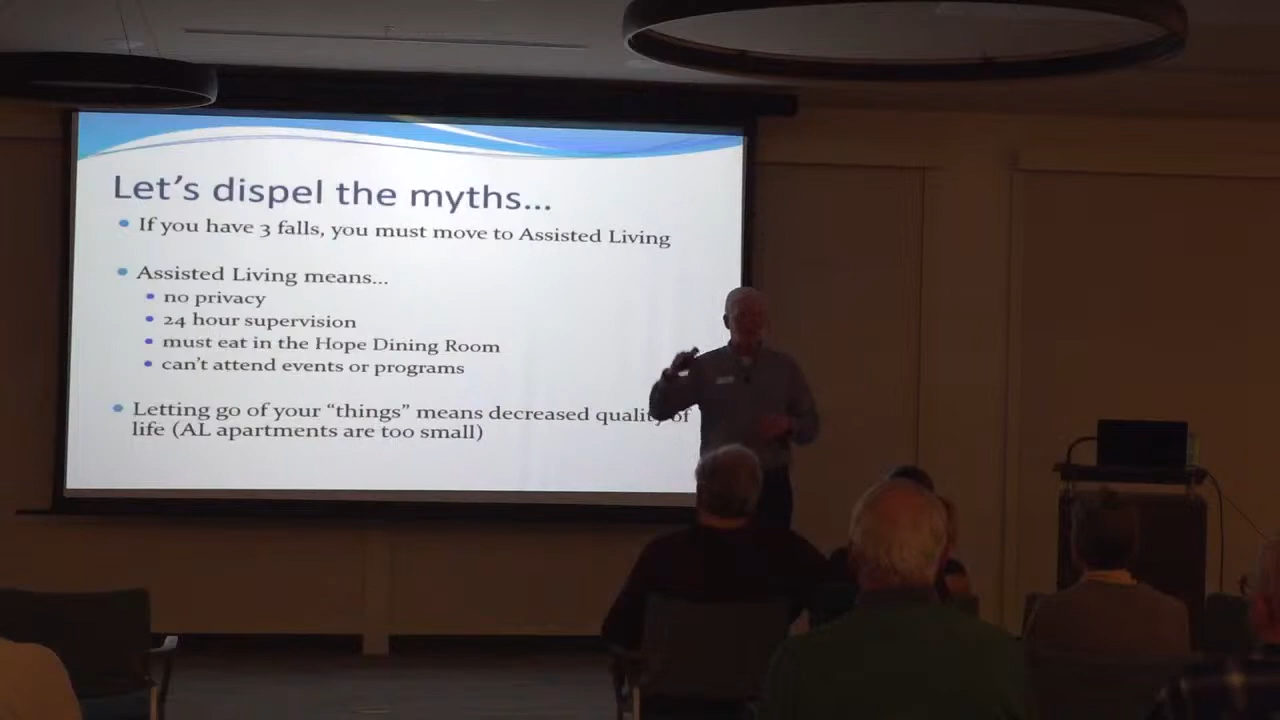 Let's dispel the myths...
If you have 3 falls, you must move to Assisted Living
Assisted Living means...
no privacy
24 hour supervision
must eat in the Hope Dining Room
can't attend events or programs
Letting go of your "things" means decreased quality of
life (AL apartments are too small)